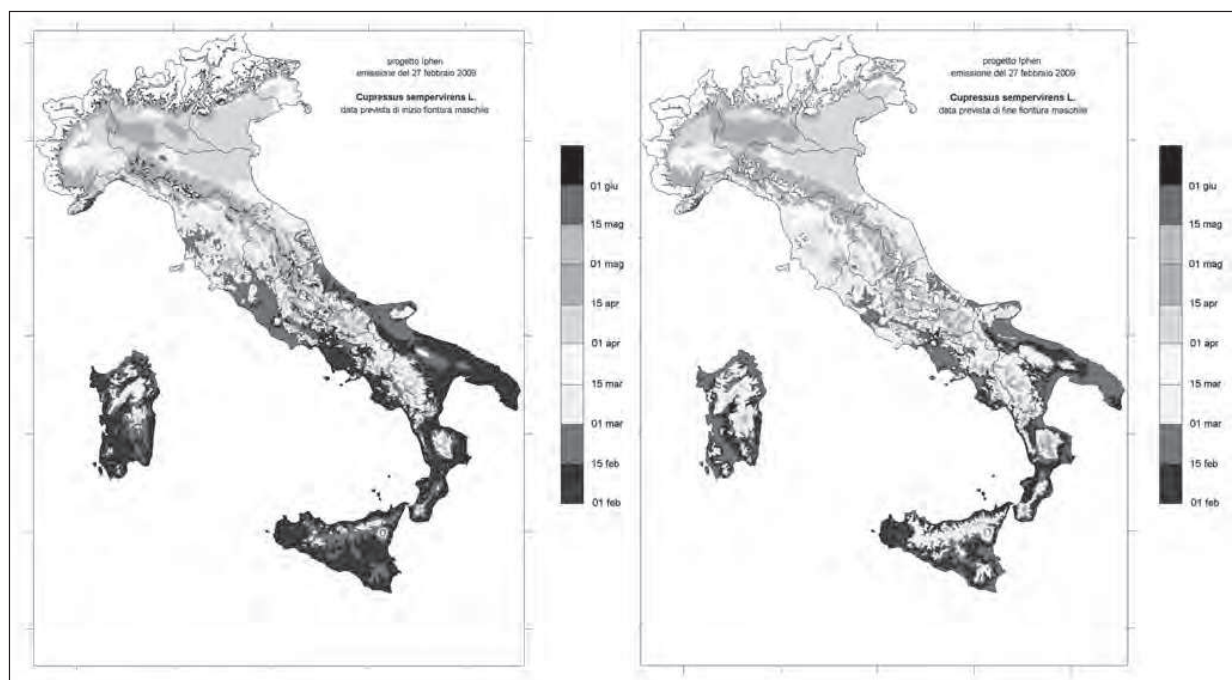 progetto Iphen
emissione del 27 febbraio 2009
Cupressus sempervirens L.
data prevista di inizio fioritura maschile
01 giu
15 mag
01 mag
15 apr
01 apr
15 mar
01 mar
15 feb
01 feb
progetto Iphen
emissione del 27 febbraio 2009
Cupressus sempervirens L.
data prevista di fine fioritura maschile
01 giu
15 mag
01 mag
15 apr
01 apr
15 mar
01 mar
15 feb
01 feb